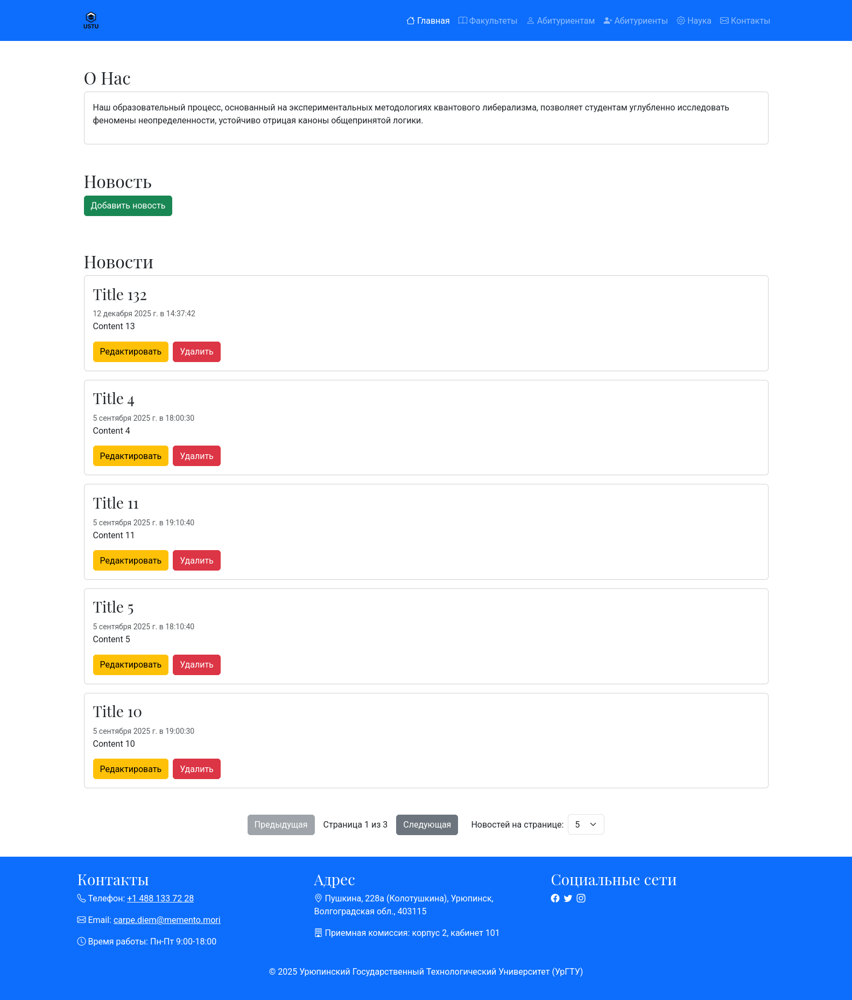 USTU
Главная Факультеты Абитуриентам Абитуриенты Наука Контакты
О Нас
Наш образовательный процесс, основанный на экспериментальных методологиях квантового либерализма, позволяет студентам углубленно исследовать
феномены неопределенности, устойчиво отрицая каноны общепринятой логики.
Новость
Добавить новость
Новости
Title 132
12 декабря 2025 г. в 14:37:42
Content 13
Редактировать Удалить
Title 4
5 сентября 2025 г. в 18:00:30
Content 4
Редактировать Удалить
Title 11
5 сентября 2025 г. в 19:10:40
Content 11
Редактировать Удалить
Title 5
5 сентября 2025 г. в 18:10:40
Content 5
Редактировать Удалить
Title 10
5 сентября 2025 г. в 19:00:30
Content 10
Редактировать Удалить
Предыдущая Страница 1 из 3 Следующая Новостей на странице: 5
Контакты
Телефон: +1 488 133 72 28
Email: carpe.diem@memento.mori
Время работы: Пн-Пт 9:00-18:00
Адрес
Пушкина, 228а (Колотушкина), Урюпинск,
Волгоградская обл., 403115
Приемная комиссия: корпус 2, кабинет 101
Социальные сети
© 2025 Урюпинский Государственный Технологический Университет (УрГТУ)